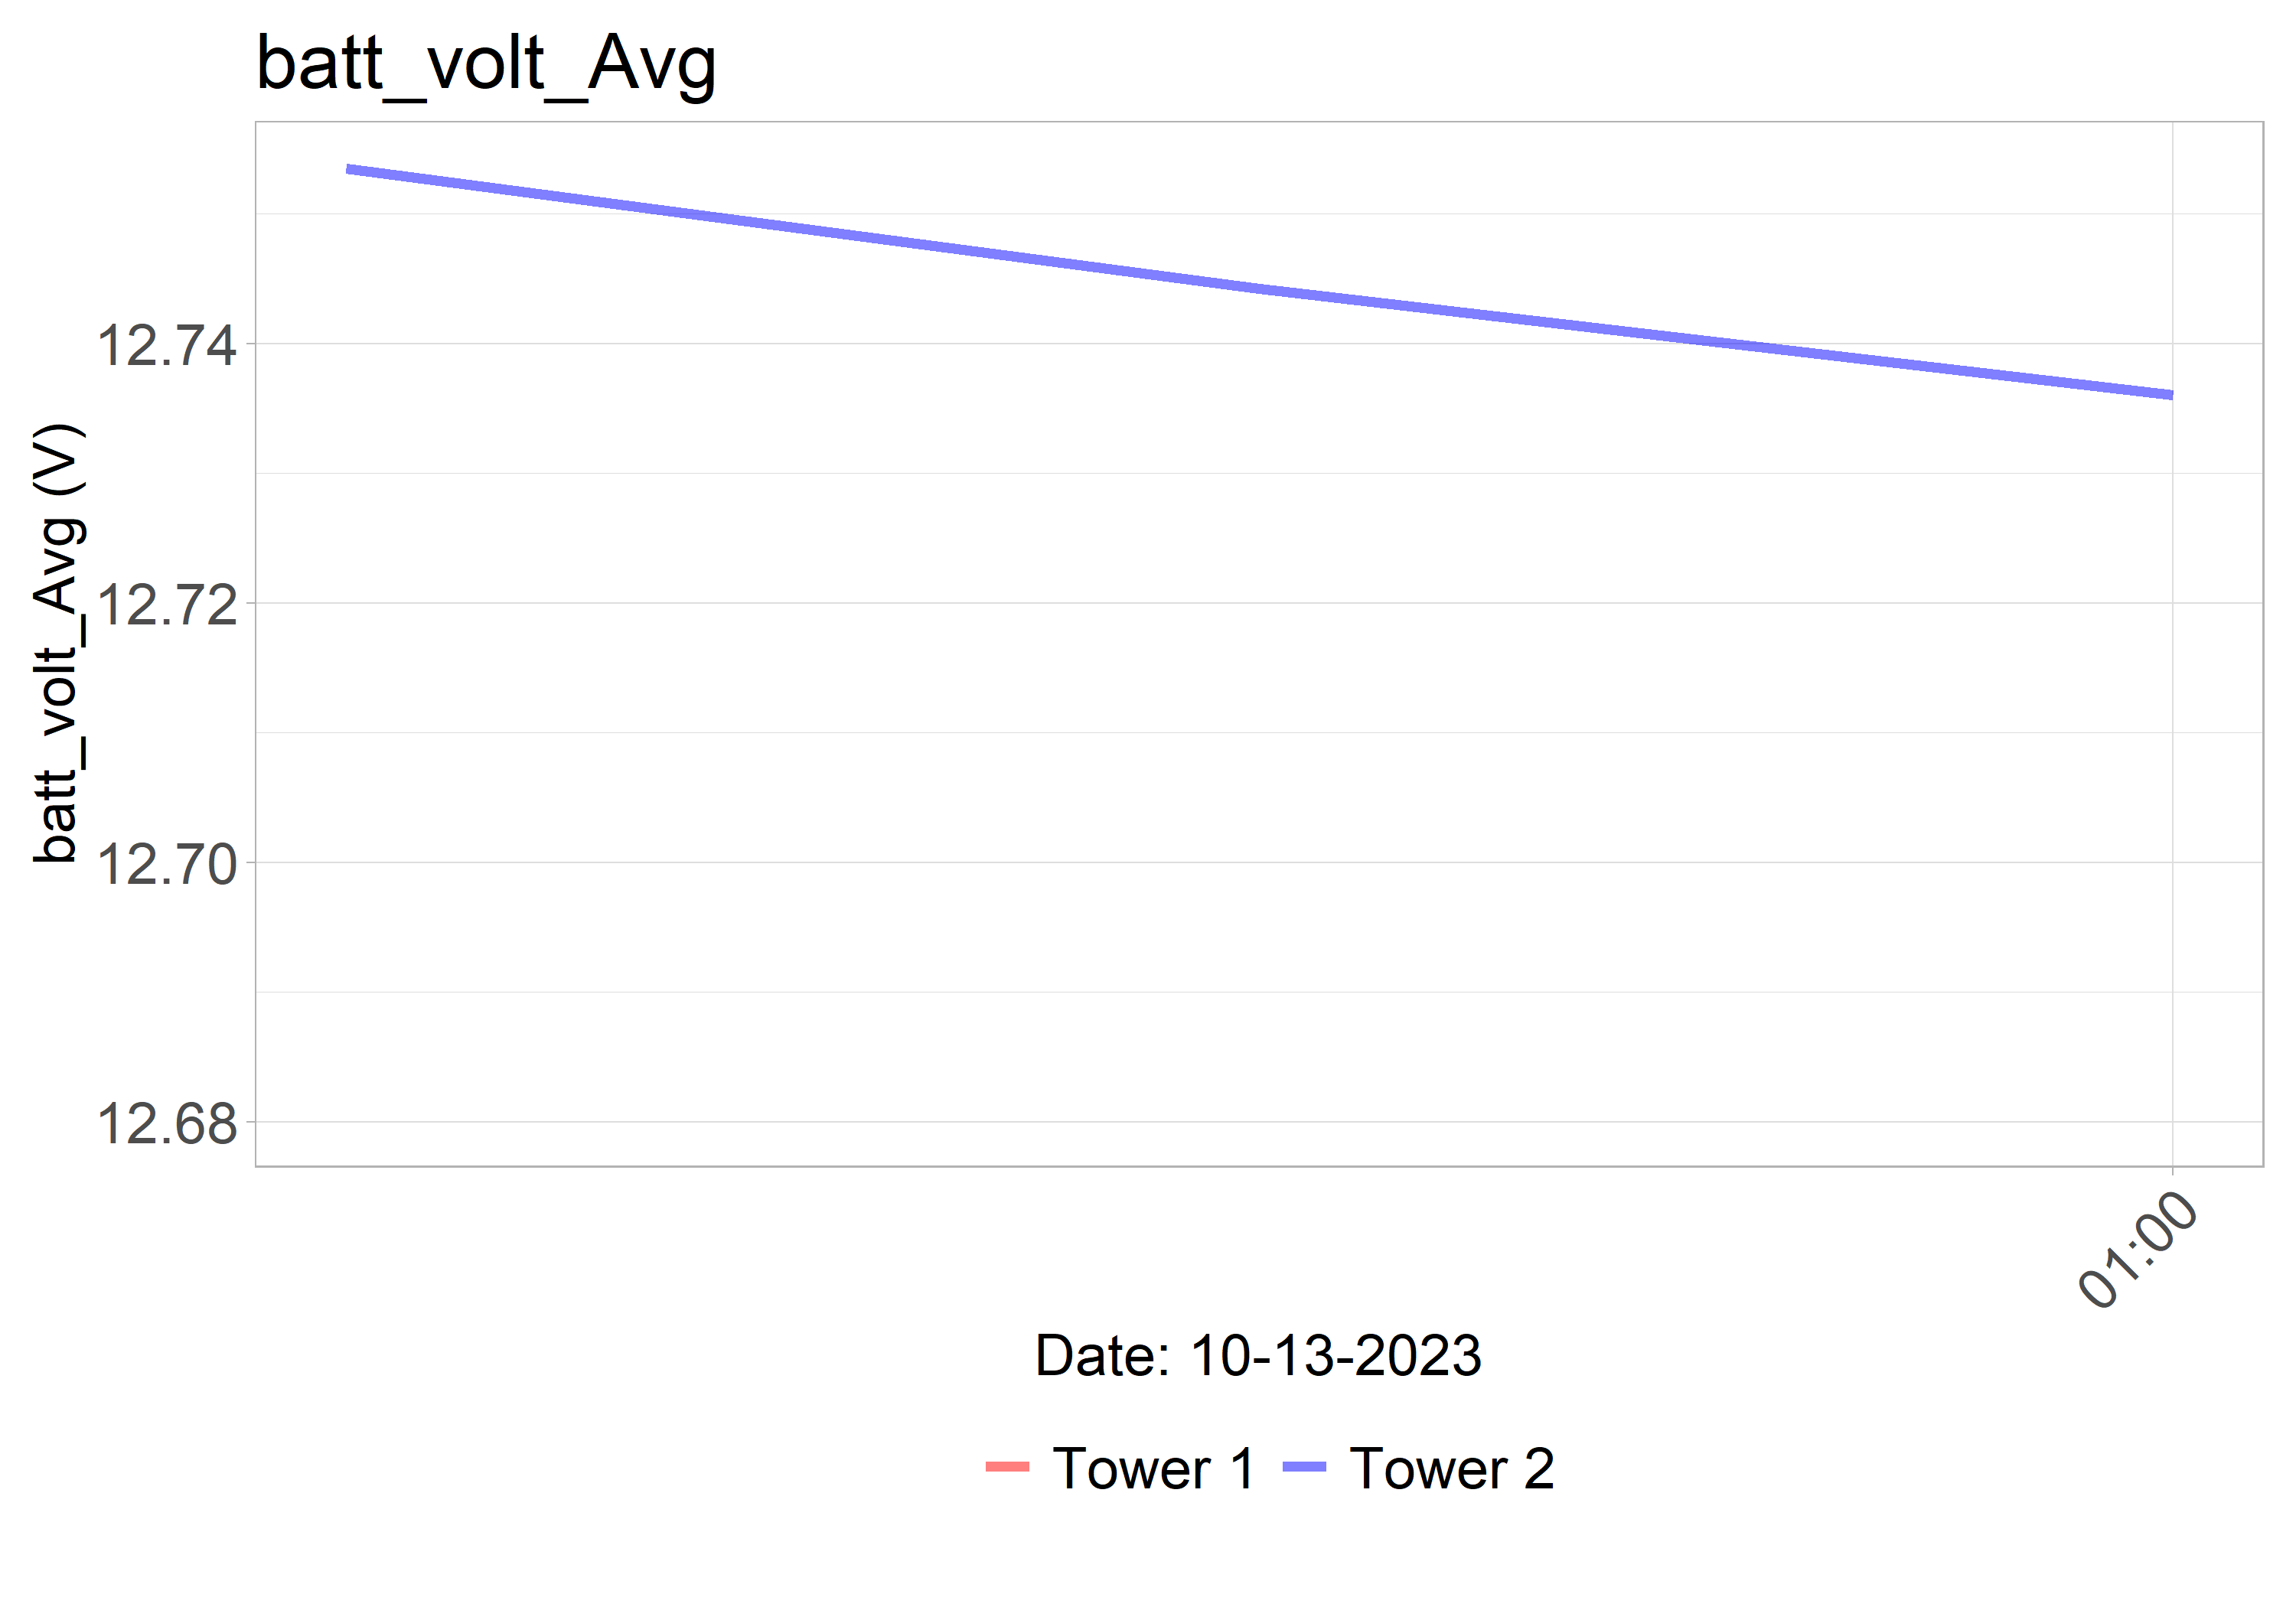 batt_volt_Avg
batt_volt_Avg (V)
12.74
12.72
12.70
12.68
01:00
Date: 10-13-2023
Tower 1 Tower 2